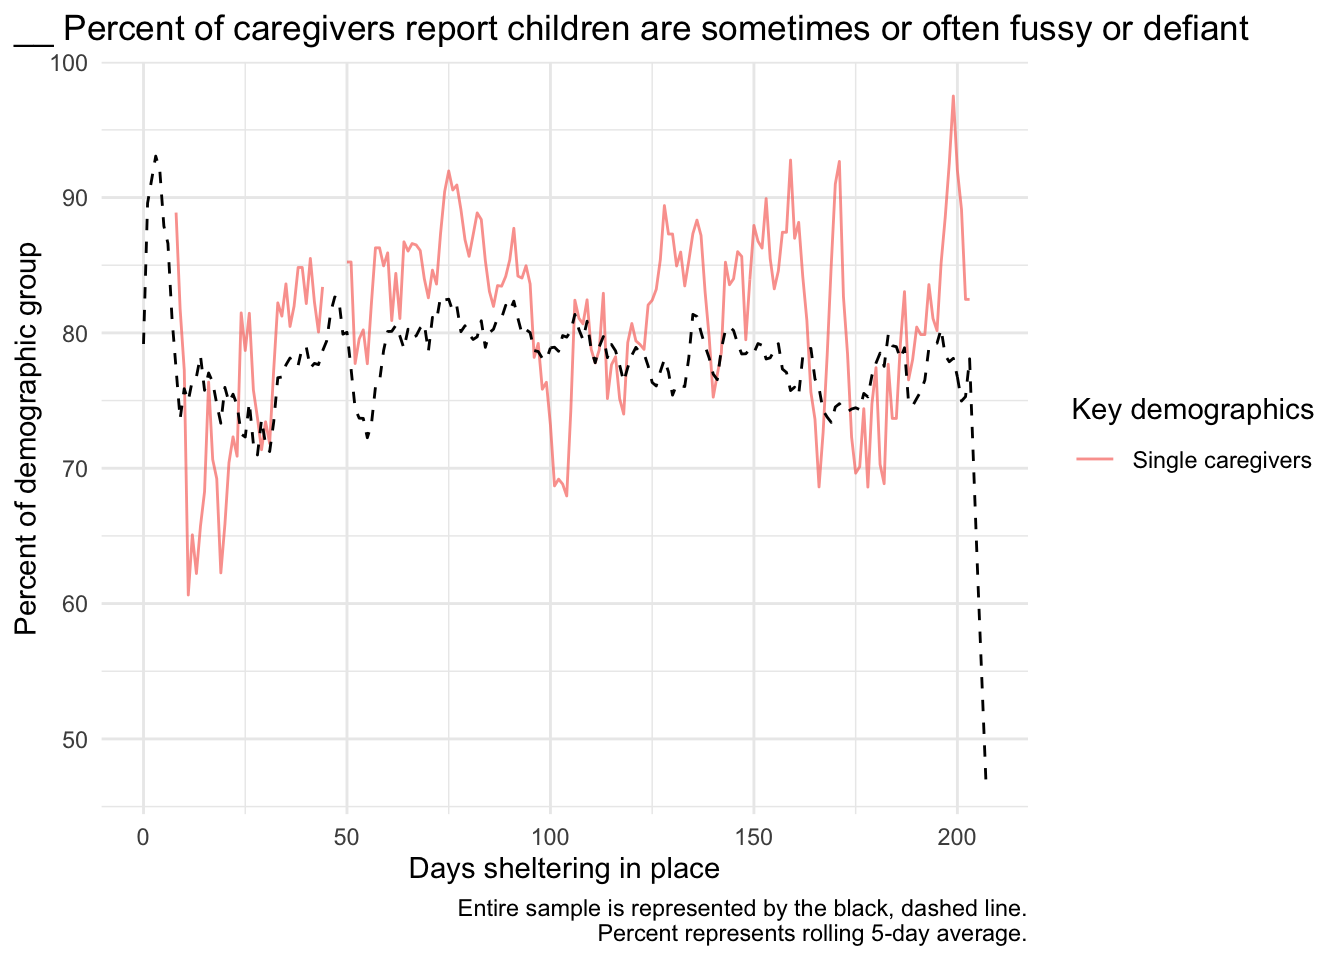 __ Percent of caregivers report children are sometimes or often fussy or defiant
100
90
80
70
60
50
Percent of demographic group
0 50 100 150 200
Days sheltering in place
Key demographics
Single caregivers
Entire sample is represented by the black, dashed line.
Percent represents rolling 5-day average.